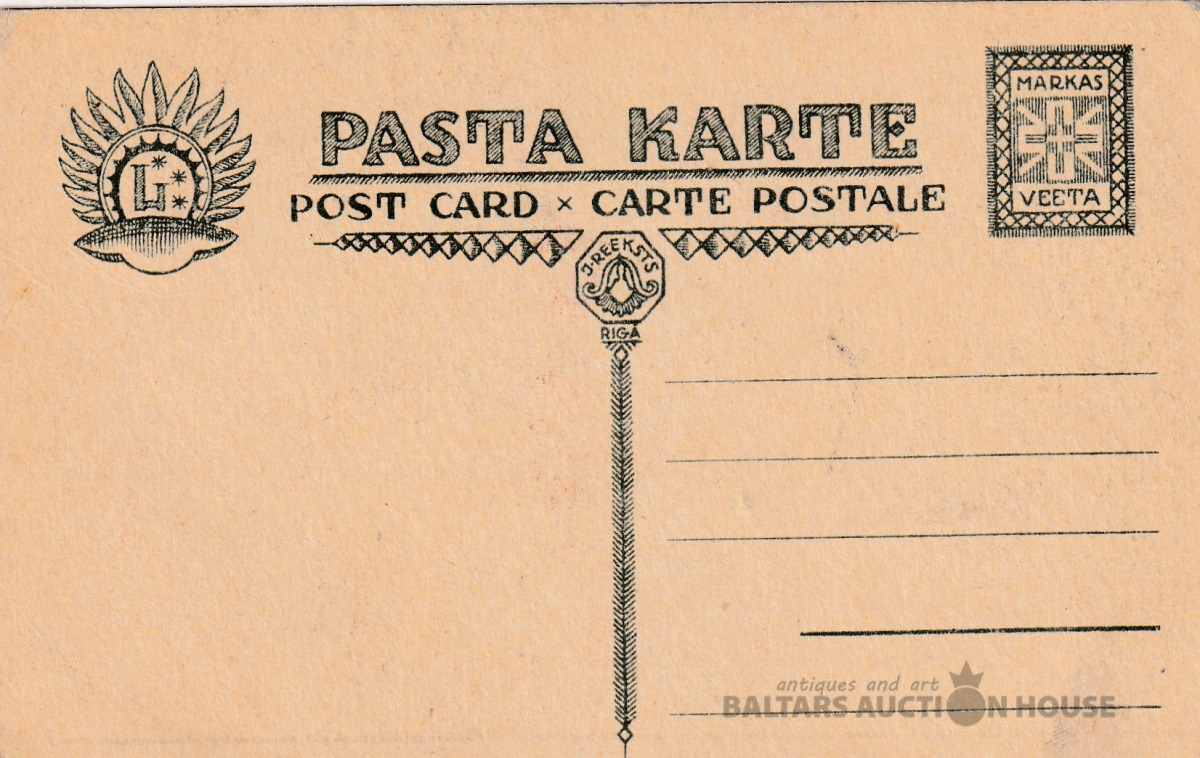 L
PASTA KARTE
MARKAS
VEETA
POST CARD × CARTE POSTALE
J·REEKSTS
RIGA
antiques and art
BALTARS AUCTION HOUSE